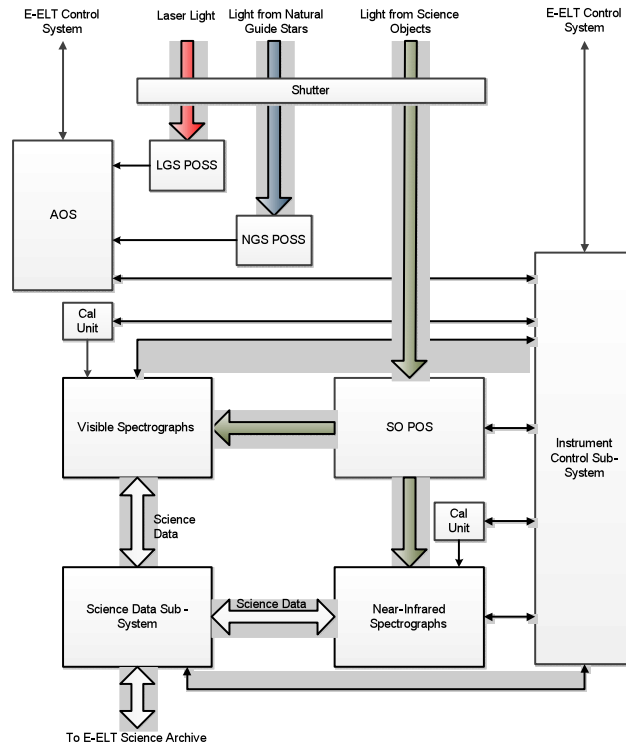 E-ELT Control
System
Laser Light
Light from Natural
Guide Stars
Light from Science
Objects
E-ELT Control
System
Shutter
LGS POSS
AOS
NGS POSS
Cal
Unit
Visible Spectrographs
SO POS
Instrument
Control Sub-
System
Science
Data
Cal
Unit
Science Data Sub -
System
Science Data
Near-Infrared
Spectrographs
To E-ELT Science Archive